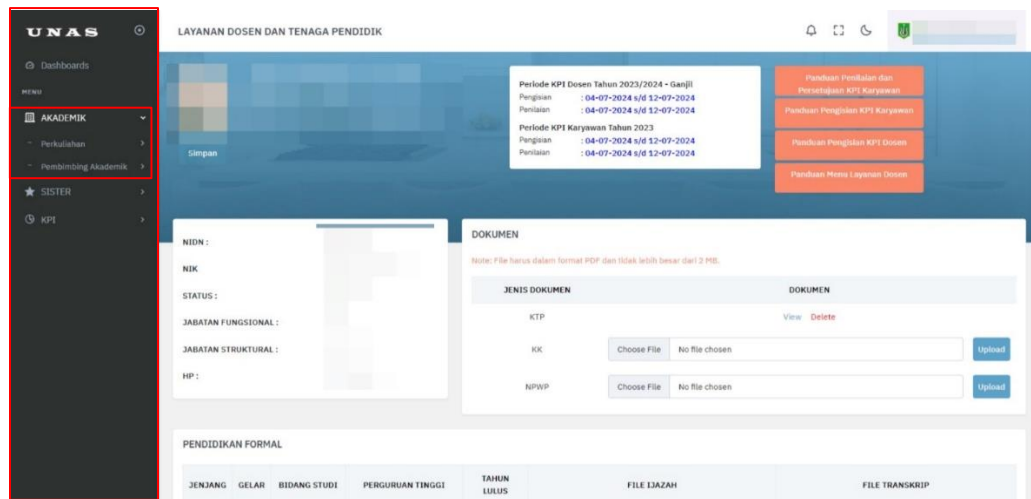 UNAS
LAYANAN DOSEN DAN TENAGA PENDIDIK
Dashboards
MENU
AKADEMIK
Perkuliahan
Pembimbing Akademik
SISTER
KPI
Simpan
Periode KPI Dosen Tahun 2023/2024 - Ganjil
Pengisian : 04-07-2024 s/d 12-07-2024
Penilaian : 04-07-2024 s/d 12-07-2024
Periode KPI Karyawan Tahun 2023
Pengisian : 04-07-2024 s/d 12-07-2024
Penilaian : 04-07-2024 s/d 12-07-2024
Panduan Penilaian dan
Persetujuan KPI Karyawan
Panduan Pengisian KPI Karyawan
Panduan Pengisian KPI Dosen
Panduan Menu Layanan Dosen
NIDN :
NIK
STATUS :
JABATAN FUNGSIONAL :
JABATAN STRUKTURAL :
HP :
DOKUMEN
Note: File harus dalam format PDF dan tidak lebih besar dari 2 MB.
JENIS DOKUMEN DOKUMEN
KTP View Delete
KK Choose File No file chosen Upload
NPWP Choose File No file chosen Upload
PENDIDIKAN FORMAL
JENJANG GELAR BIDANG STUDI PERGURUAN TINGGI TAHUN LULUS FILE IJAZAH FILE TRANSKRIP